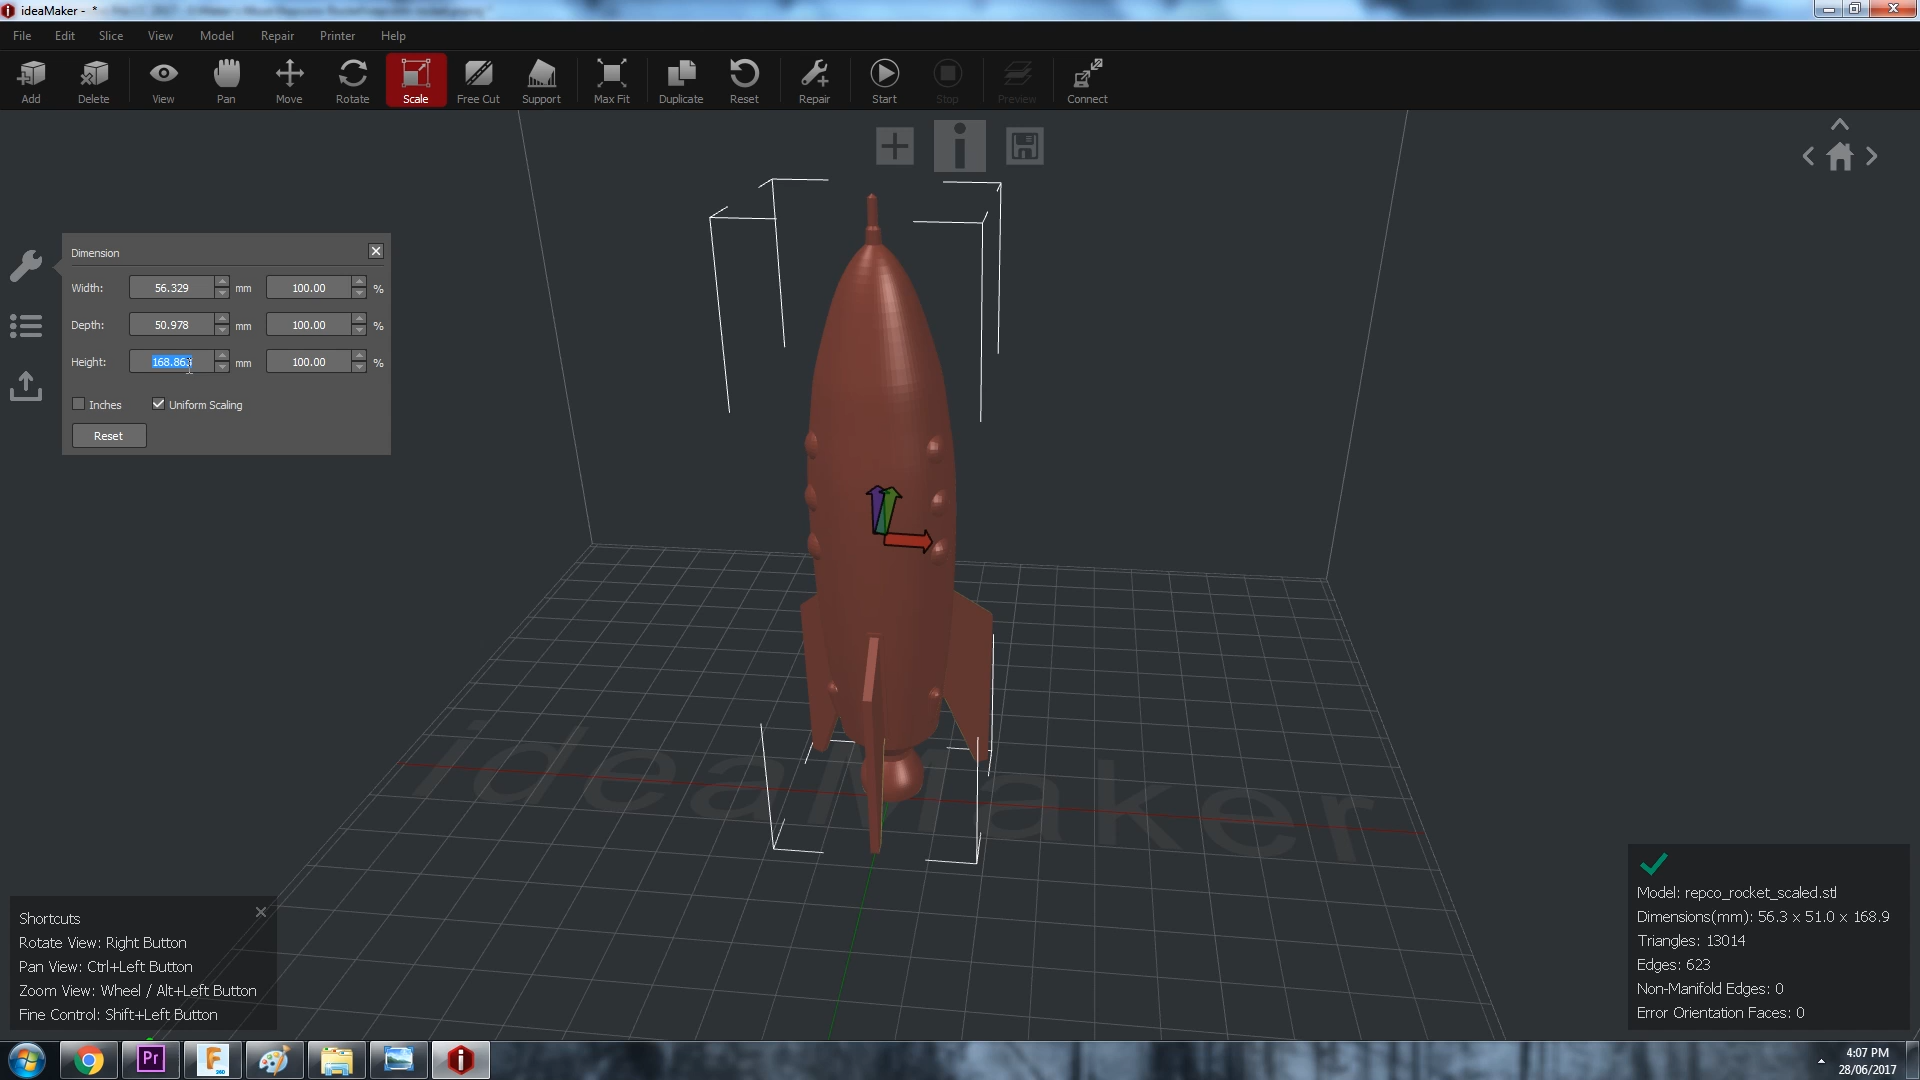 ideaMaker - *
File Edit Slice View Model Repair Printer Help
Add Delete View Pan Move Rotate Scale Free Cut Support Max Fit Duplicate Reset Repair Start Stop Preview Connect
Dimension
Width: 56.329 mm 100.00 %
Depth: 50.978 mm 100.00 %
Height: 168.86 mm 100.00 %
Inches Uniform Scaling
Reset
ideaMaker
Shortcuts
Rotate View: Right Button
Pan View: Ctrl+Left Button
Zoom View: Wheel / Alt+Left Button
Fine Control: Shift+Left Button
Model: repco_rocket_scaled.stl
Dimensions(mm): 56.3 x 51.0 x 168.9
Triangles: 13014
Edges: 623
Non-Manifold Edges: 0
Error Orientation Faces: 0
Pr
F
360
4:07 PM
28/06/2017